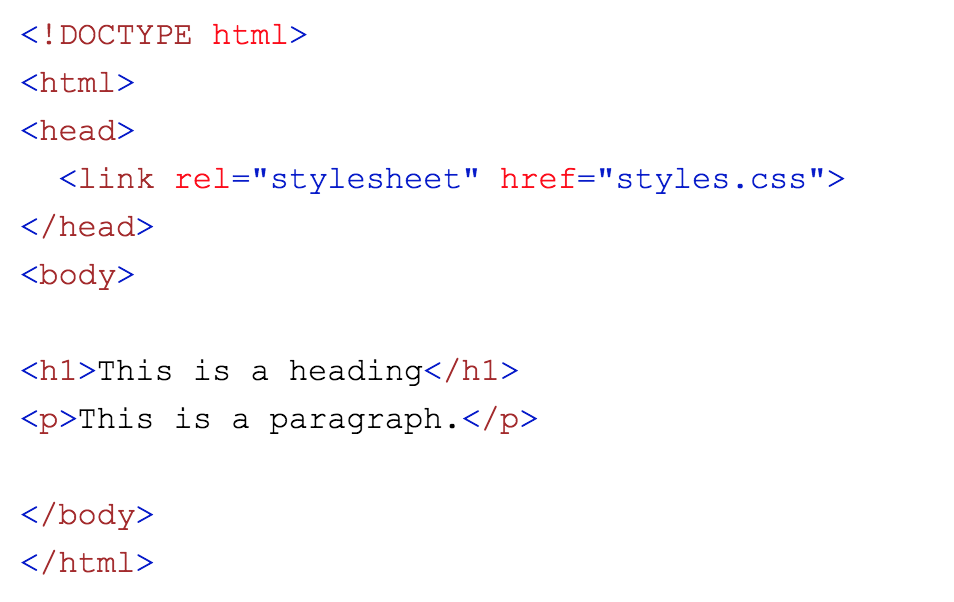 <!DOCTYPE html>
<html>
<head>
  <link rel="stylesheet" href="styles.css">
</head>
<body>

<h1>This is a heading</h1>
<p>This is a paragraph.</p>

</body>
</html>